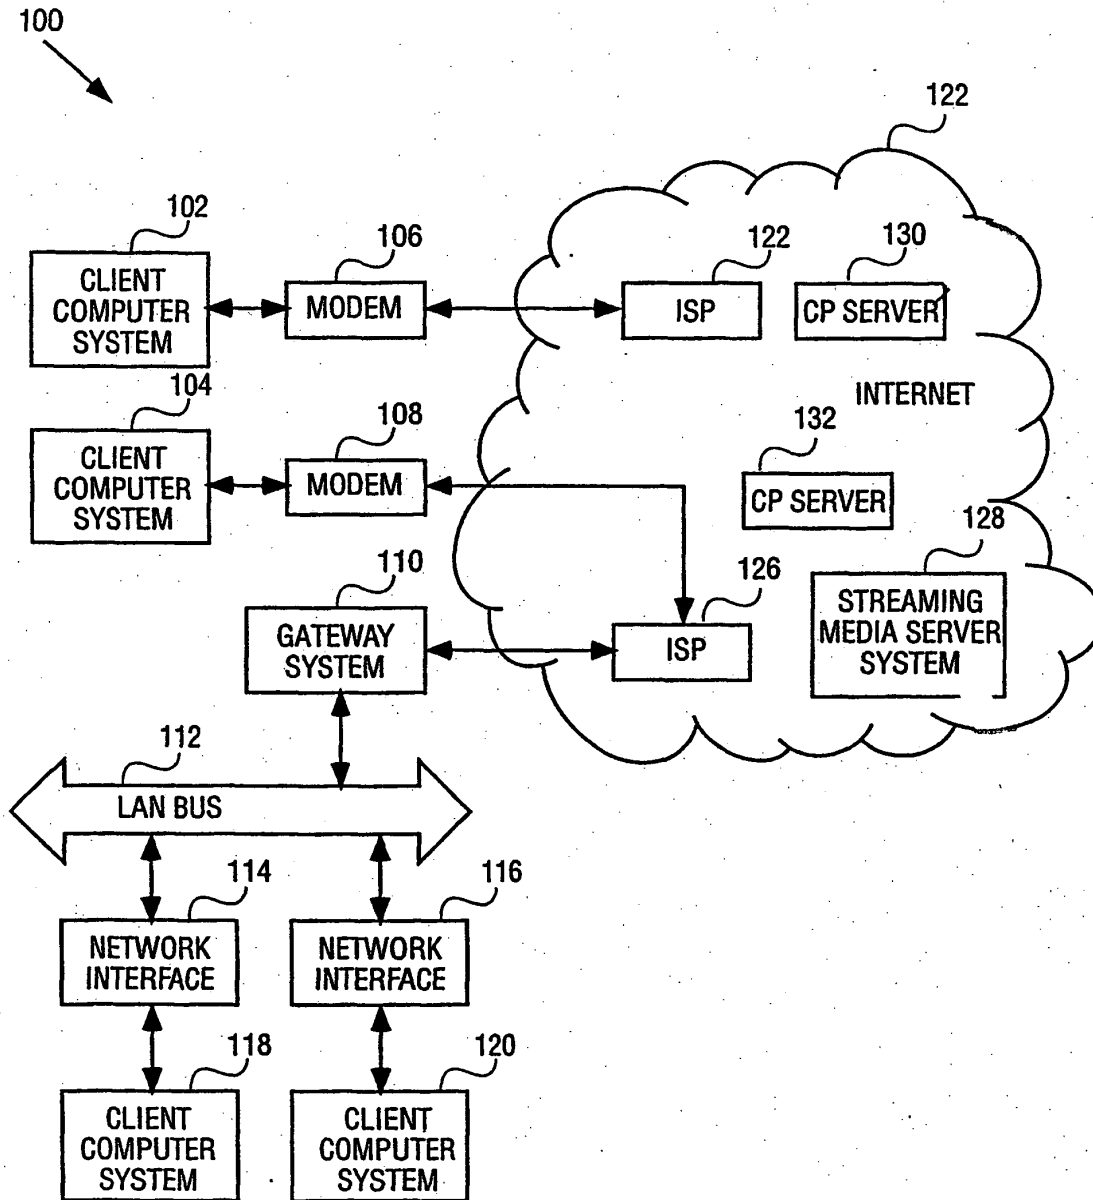 100
122
102
CLIENT
COMPUTER
SYSTEM
106
MODEM
122
ISP
130
CP SERVER
INTERNET
104
CLIENT
COMPUTER
SYSTEM
108
MODEM
132
CP SERVER
110
GATEWAY
SYSTEM
126
ISP
128
STREAMING
MEDIA SERVER
SYSTEM
112
LAN BUS
114
NETWORK
INTERFACE
116
NETWORK
INTERFACE
118
CLIENT
COMPUTER
SYSTEM
120
CLIENT
COMPUTER
SYSTEM